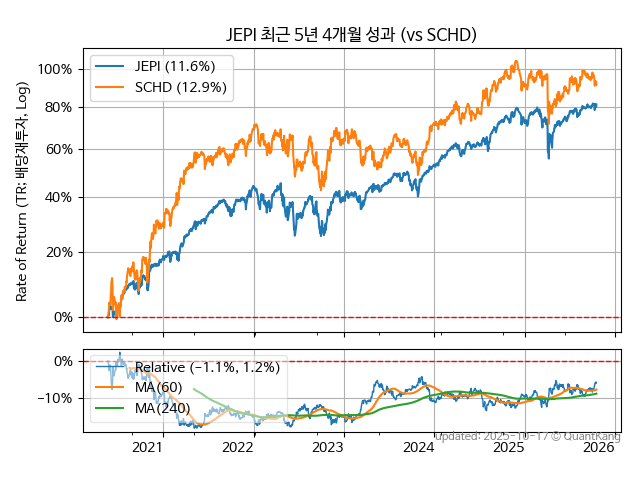 JEPI 최근 5년 4개월 성과 (vs SCHD)
Rate of Return (TR: 배당재투자, Log)
100%
80%
60%
40%
20%
0%
JEPI (11.6%)
SCHD (12.9%)
0%
−10%
Relative (−1.1%, 1.2%)
MA(60)
MA(240)
2021
2022
2023
2024
2025
2026
Updated: 2025-10-17 © QuantKang